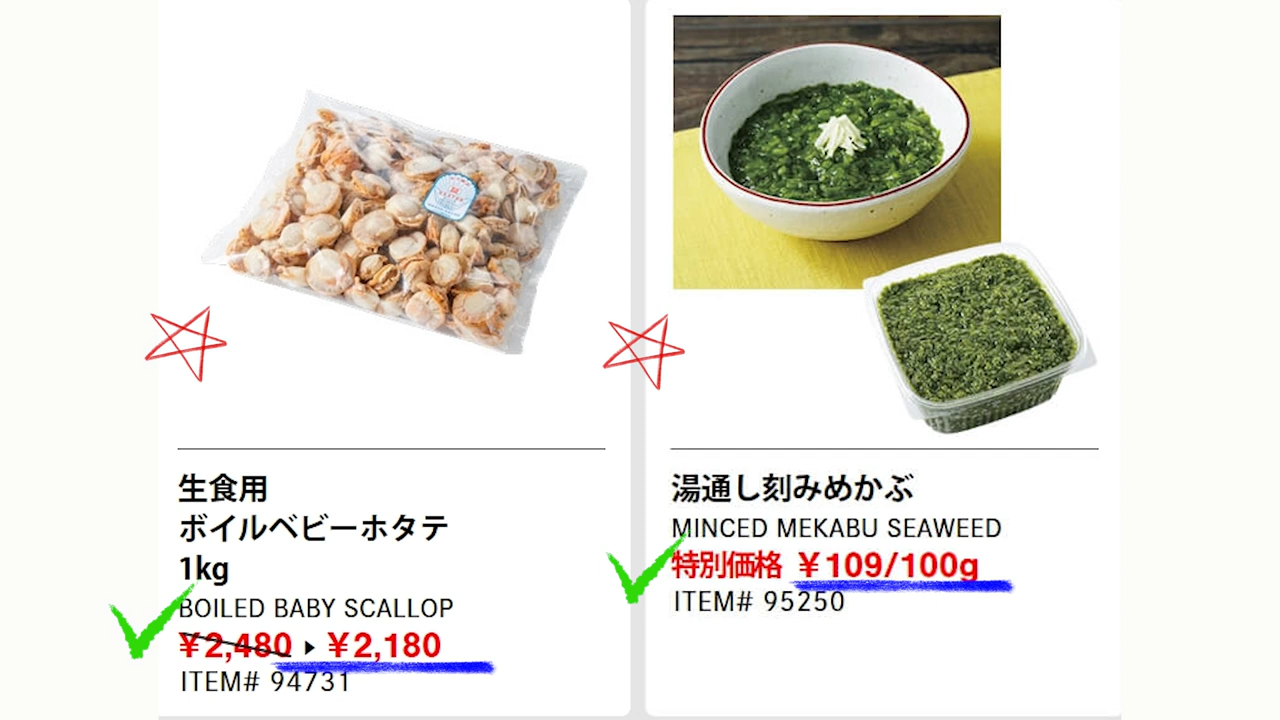 生食用
ボイルベビーホタテ
1kg
BOILED BABY SCALLOP
￥2,480 ▶ ￥2,180
ITEM# 94731
湯通し刻みめかぶ
MINCED MEKABU SEAWEED
特別価格 ￥109/100g
ITEM# 95250